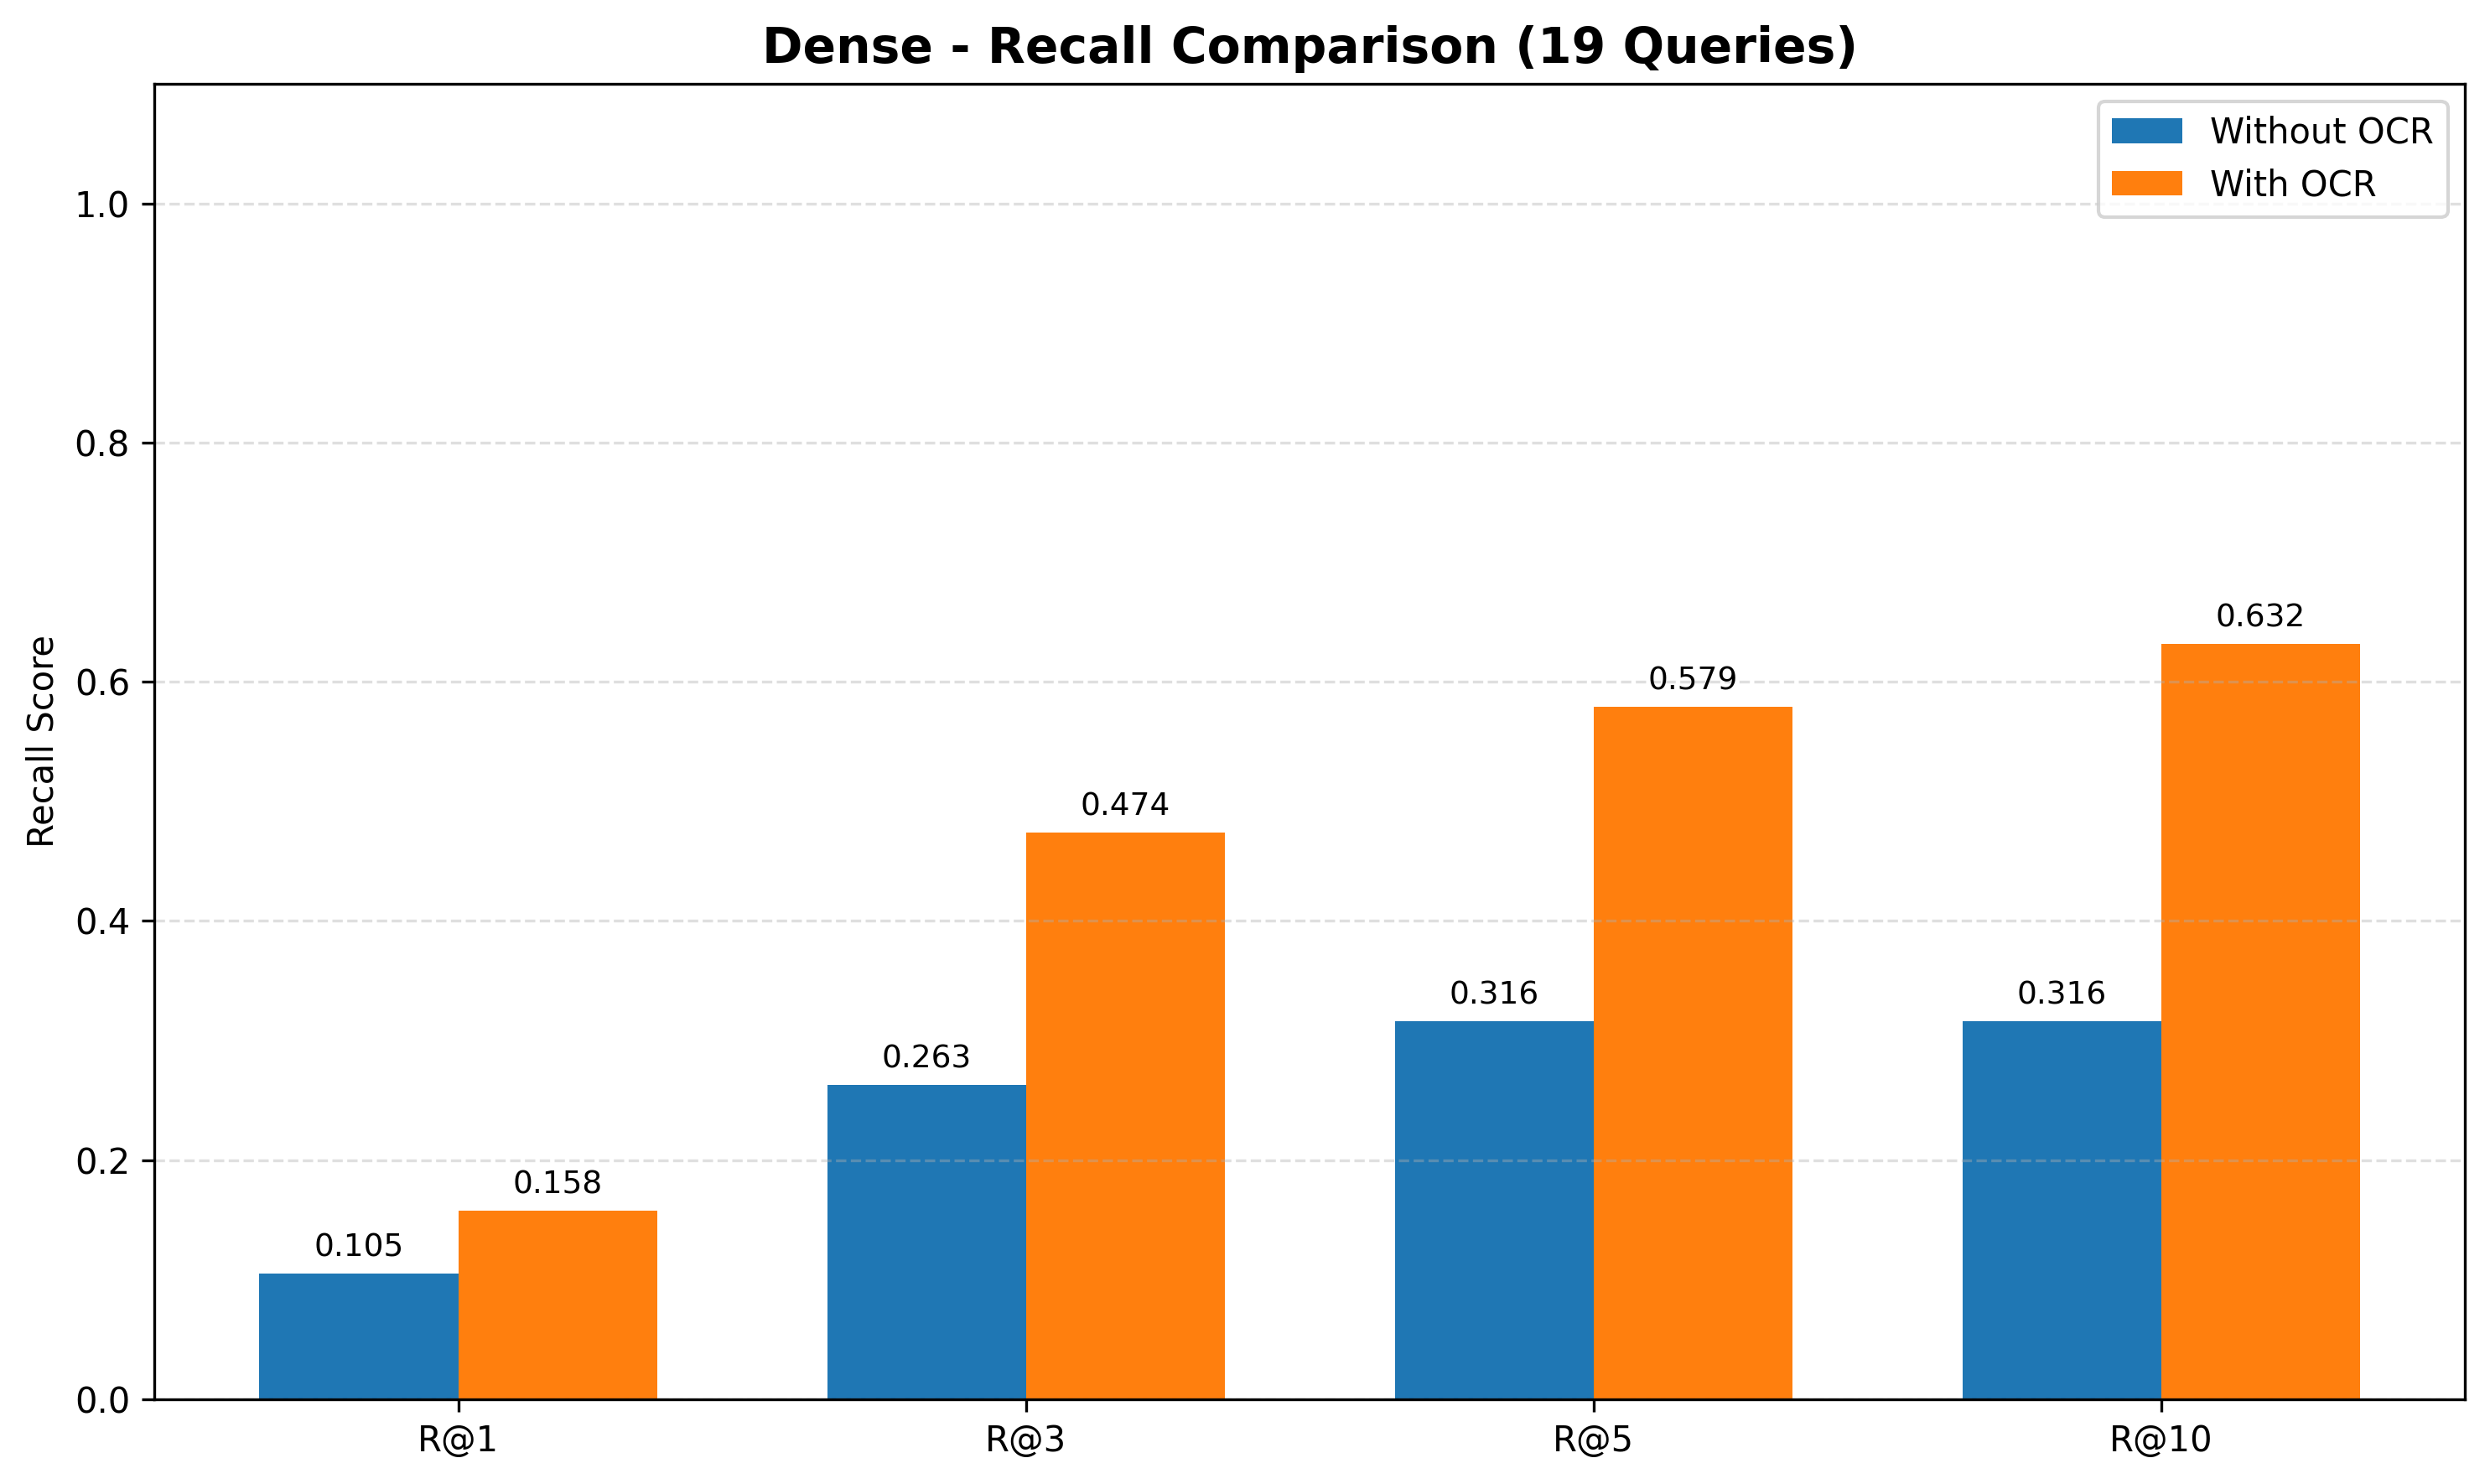 Dense - Recall Comparison (19 Queries)
Without OCR
With OCR
Recall Score
1.0
0.8
0.6
0.4
0.2
0.0
0.105
0.158
0.263
0.474
0.316
0.579
0.316
0.632
R@1
R@3
R@5
R@10